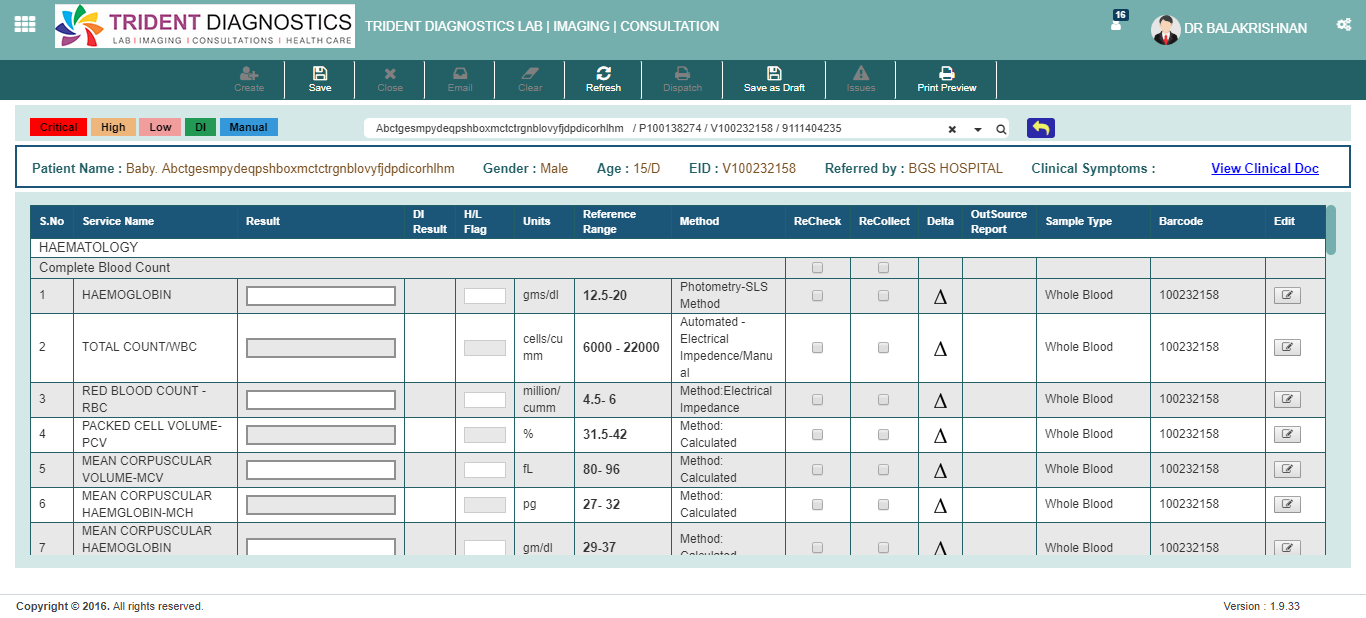 TRIDENT DIAGNOSTICS
LAB I IMAGING I CONSULTATIONS I HEALTH CARE
TRIDENT DIAGNOSTICS LAB | IMAGING | CONSULTATION
16
DR BALAKRISHNAN
Create Save Close Email Clear Refresh Dispatch Save as Draft Issues Print Preview
Critical High Low DI Manual
Abctgesmpydeqpshboxmctctrgnblovyfjdpdicorhlhm / P100138274 / V100232158 / 9111404235
Patient Name : Baby. Abctgesmpydeqpshboxmctctrgnblovyfjdpdicorhlhm Gender : Male Age : 15/D EID : V100232158 Referred by : BGS HOSPITAL Clinical Symptoms : View Clinical Doc
S.No Service Name Result DI Result H/L Flag Units Reference Range Method ReCheck ReCollect Delta OutSource Report Sample Type Barcode Edit
HAEMATOLOGY
Complete Blood Count
1 HAEMOGLOBIN gms/dl 12.5-20 Photometry-SLS Method Δ Whole Blood 100232158
2 TOTAL COUNT/WBC cells/cumm 6000 - 22000 Automated - Electrical Impedence/Manual Δ Whole Blood 100232158
3 RED BLOOD COUNT - RBC million/cumm 4.5- 6 Method:Electrical Impedance Δ Whole Blood 100232158
4 PACKED CELL VOLUME-PCV % 31.5-42 Method: Calculated Δ Whole Blood 100232158
5 MEAN CORPUSCULAR VOLUME-MCV fL 80- 96 Method: Calculated Δ Whole Blood 100232158
6 MEAN CORPUSCULAR HAEMGLOBIN-MCH pg 27- 32 Method: Calculated Δ Whole Blood 100232158
7 MEAN CORPUSCULAR HAEMOGLOBIN gm/dl 29-37 Method: Calculated Δ Whole Blood 100232158
Copyright © 2016. All rights reserved.
Version : 1.9.33